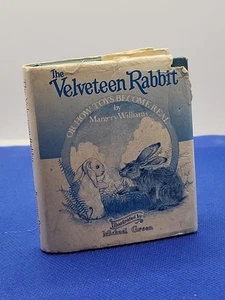 The
Velveteen Rabbit
OR HOW TOYS BECOME REAL
by
Margery Williams
Illustrated by
Michael Green